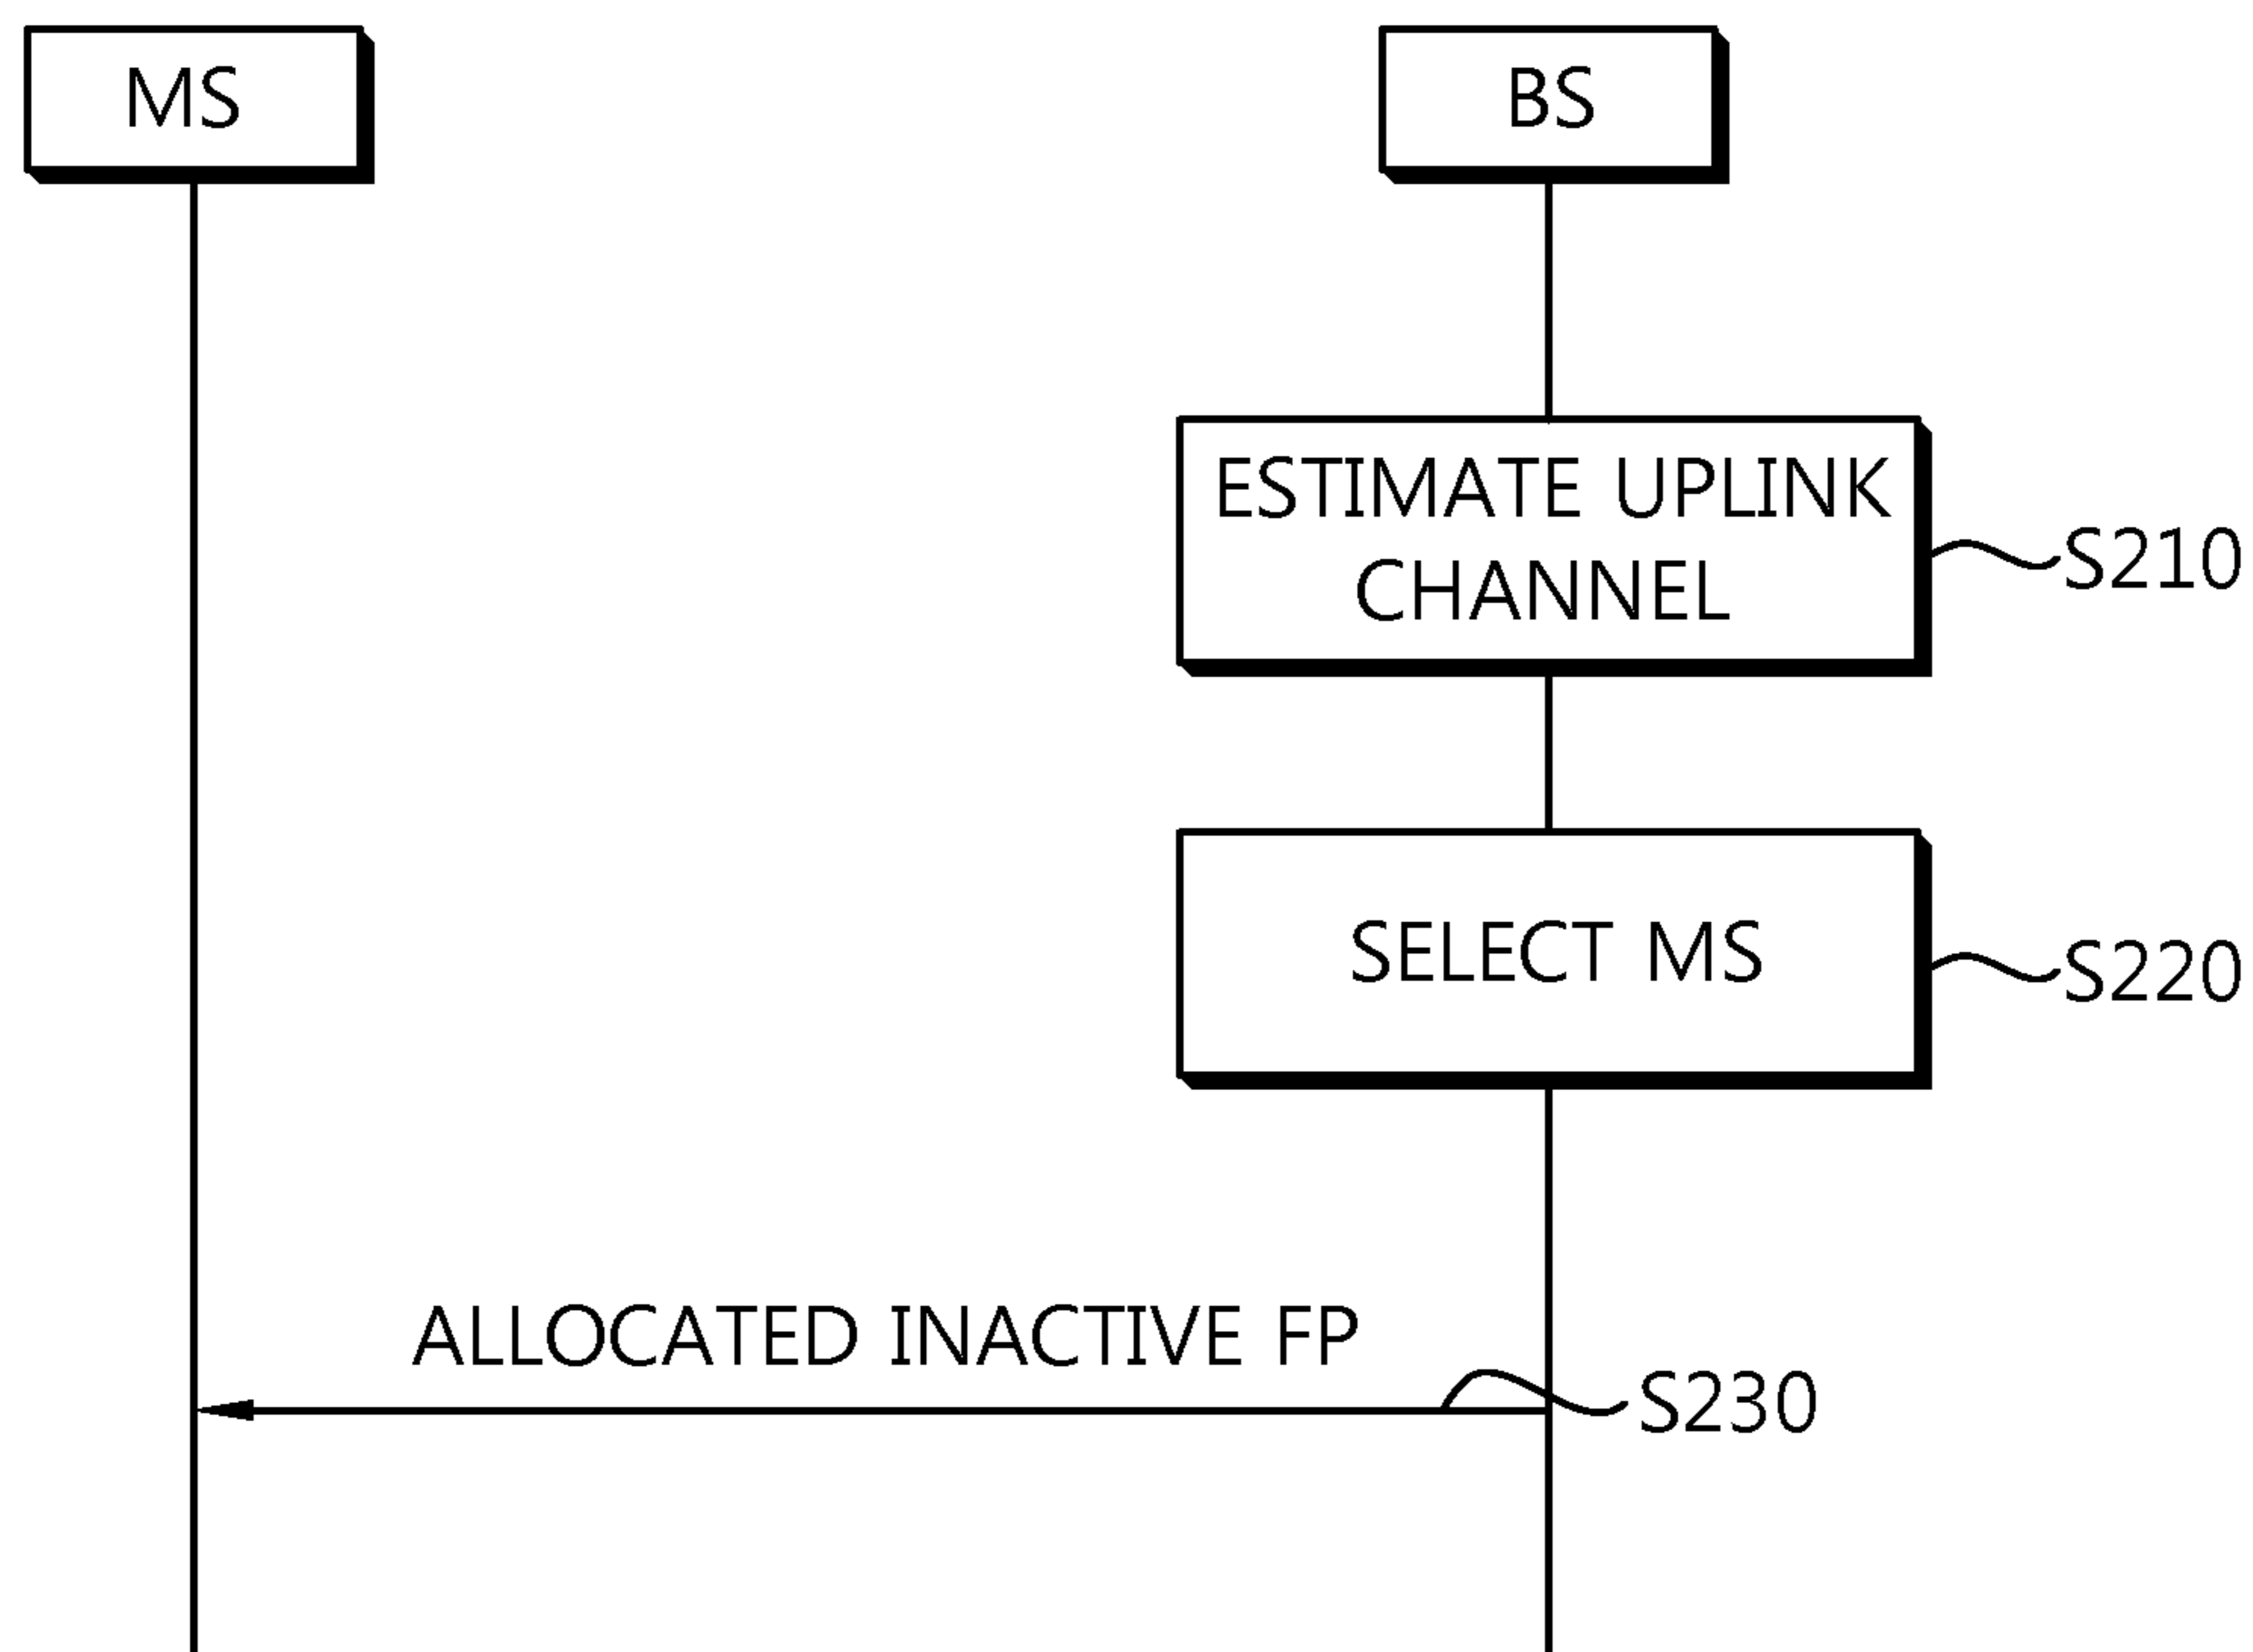 MS
BS
ESTIMATE UPLINK
CHANNEL
S210
SELECT MS
S220
ALLOCATED INACTIVE FP
S230